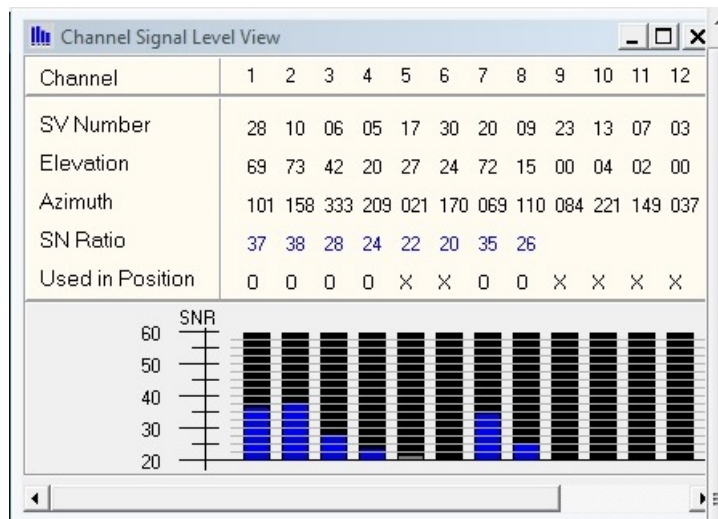 Channel Signal Level View
Channel 1 2 3 4 5 6 7 8 9 10 11 12
SV Number 28 10 06 05 17 30 20 09 23 13 07 03
Elevation 69 73 42 20 27 24 72 15 00 04 02 00
Azimuth 101 158 333 209 021 170 069 110 084 221 149 037
SN Ratio 37 38 28 24 22 20 35 26
Used in Position O O O O X X O O X X X X
SNR
60
50
40
30
20